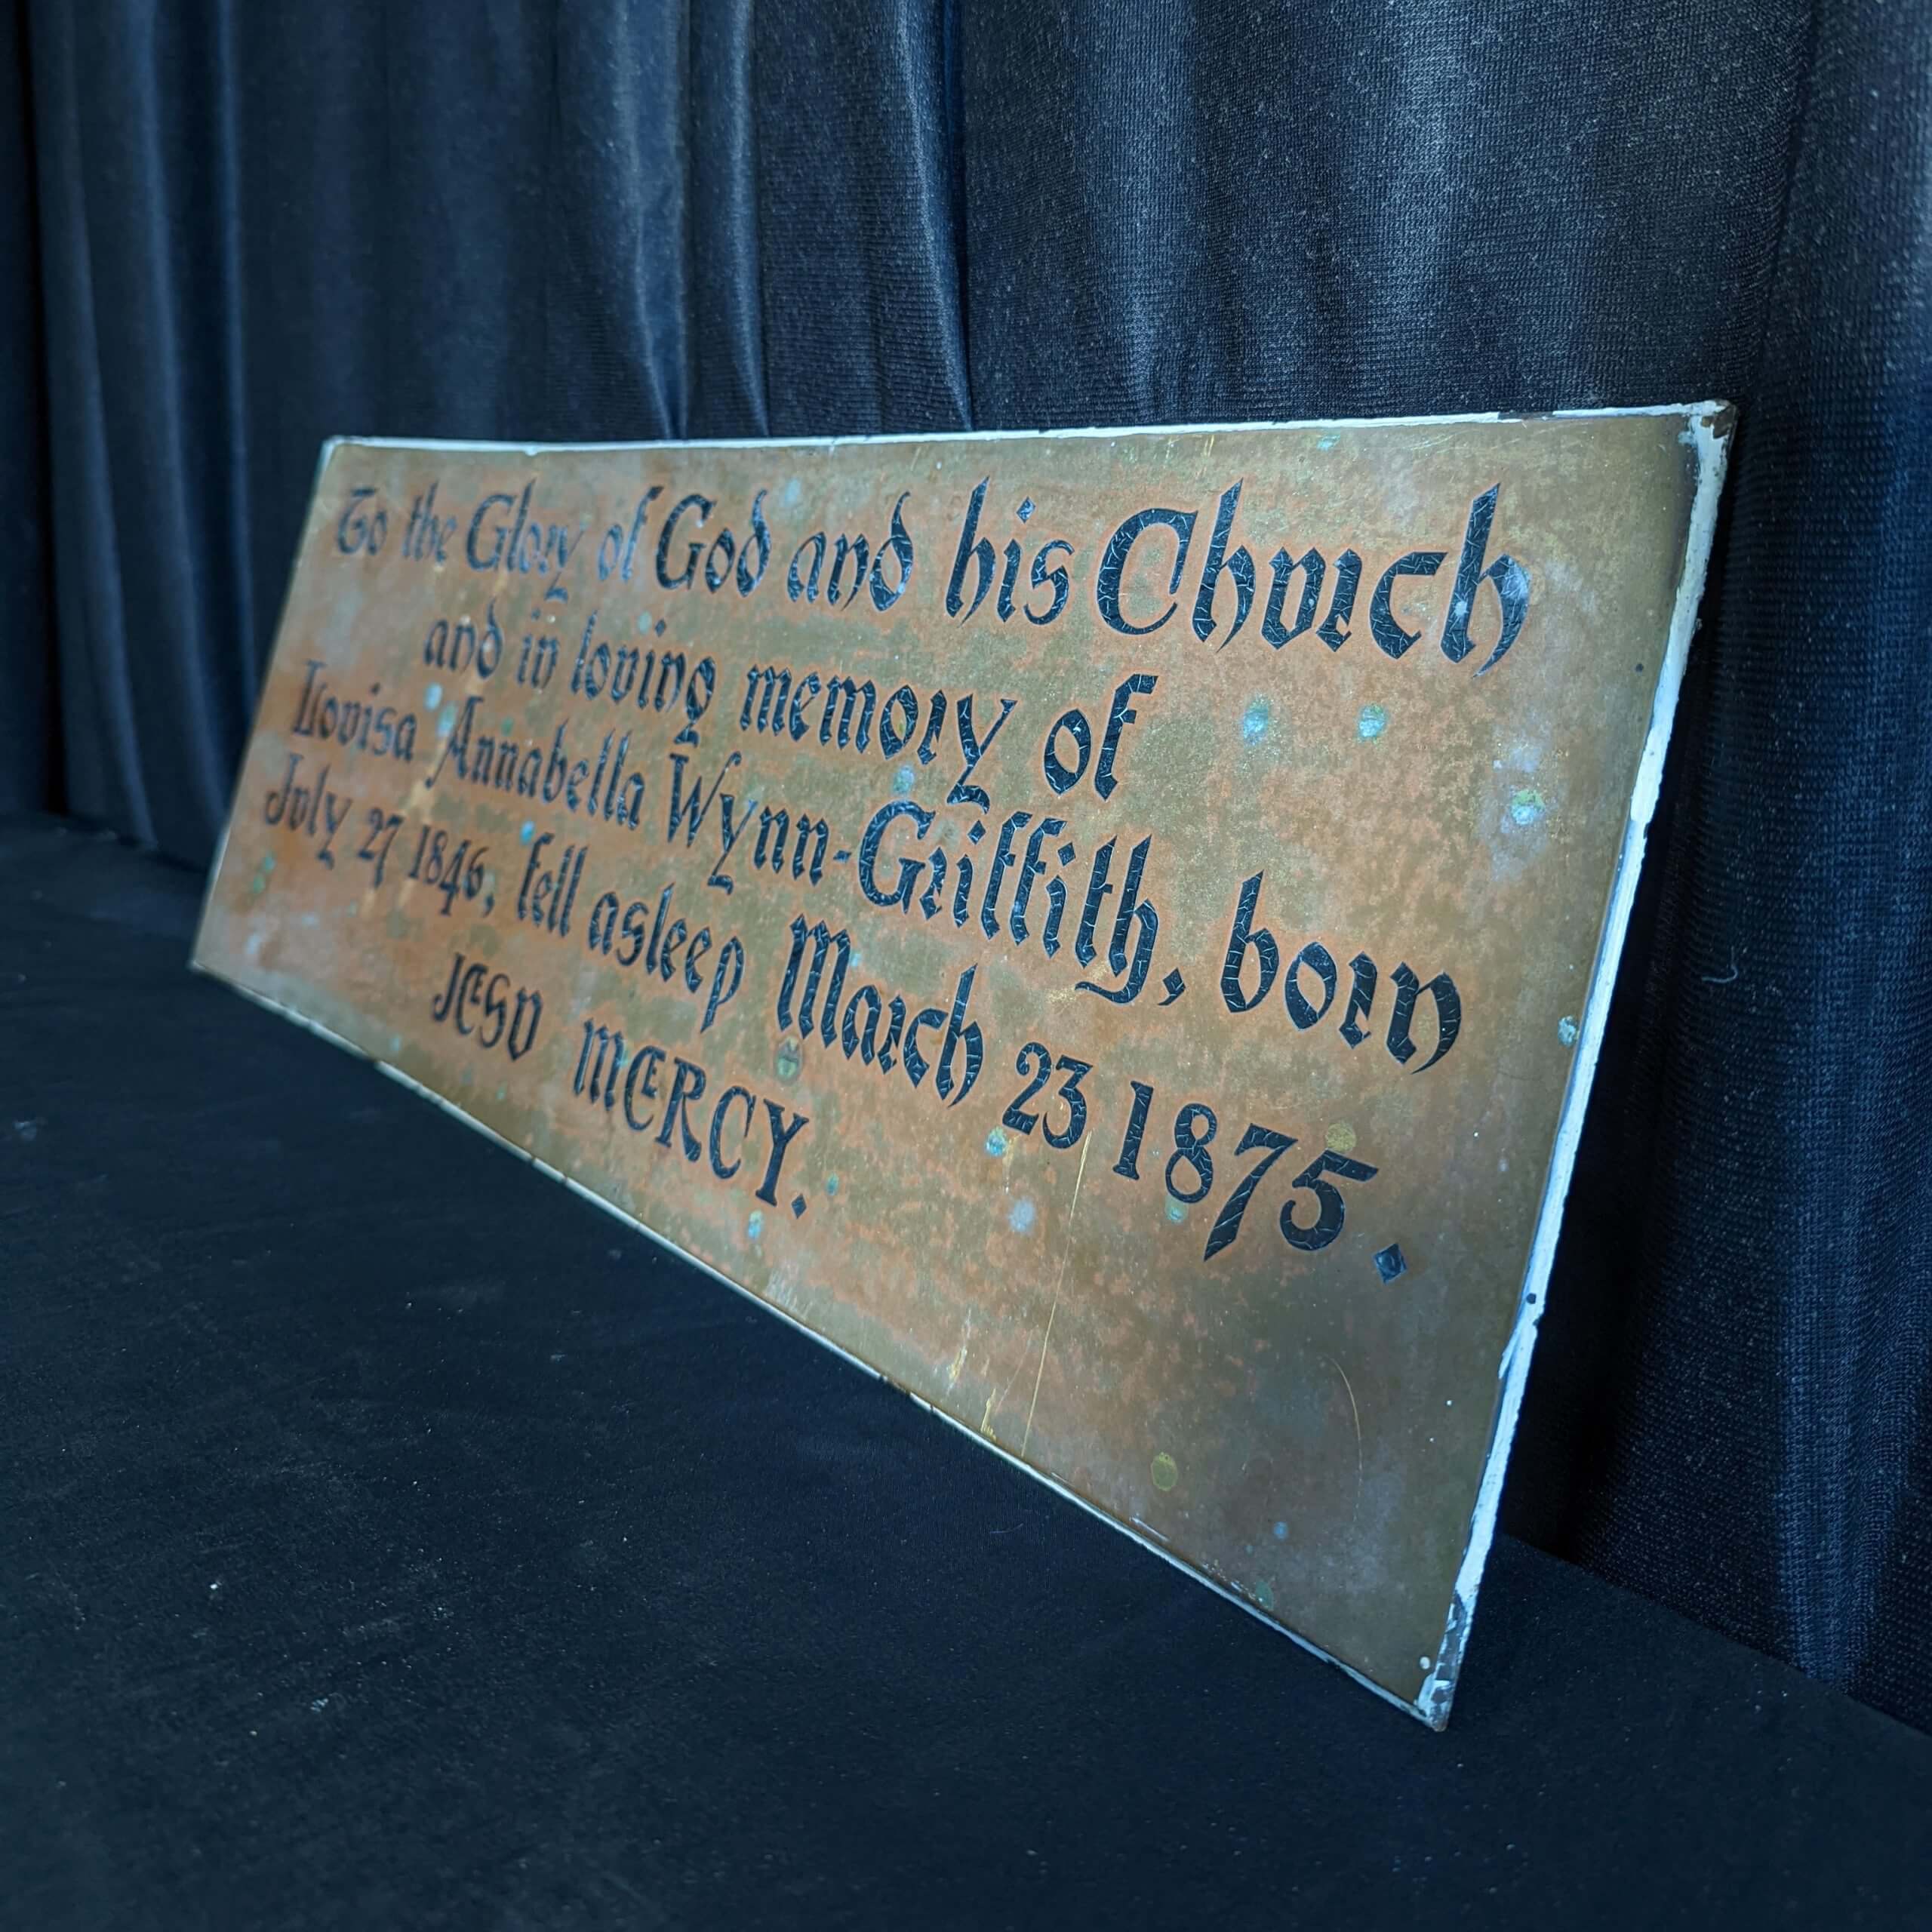 To the Glory of God and his Church
and in loving memory of
Louisa Annabella Wynn-Griffith, born
July 27 1846, fell asleep March 23 1875.
JESU MERCY.